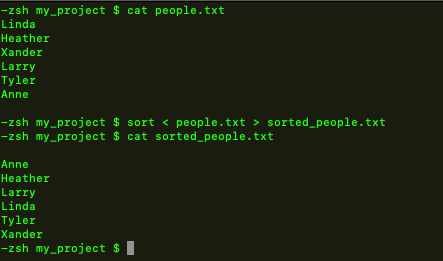 -zsh my_project $ cat people.txt
Linda
Heather
Xander
Larry
Tyler
Anne

-zsh my_project $ sort < people.txt > sorted_people.txt
-zsh my_project $ cat sorted_people.txt

Anne
Heather
Larry
Linda
Tyler
Xander
-zsh my_project $